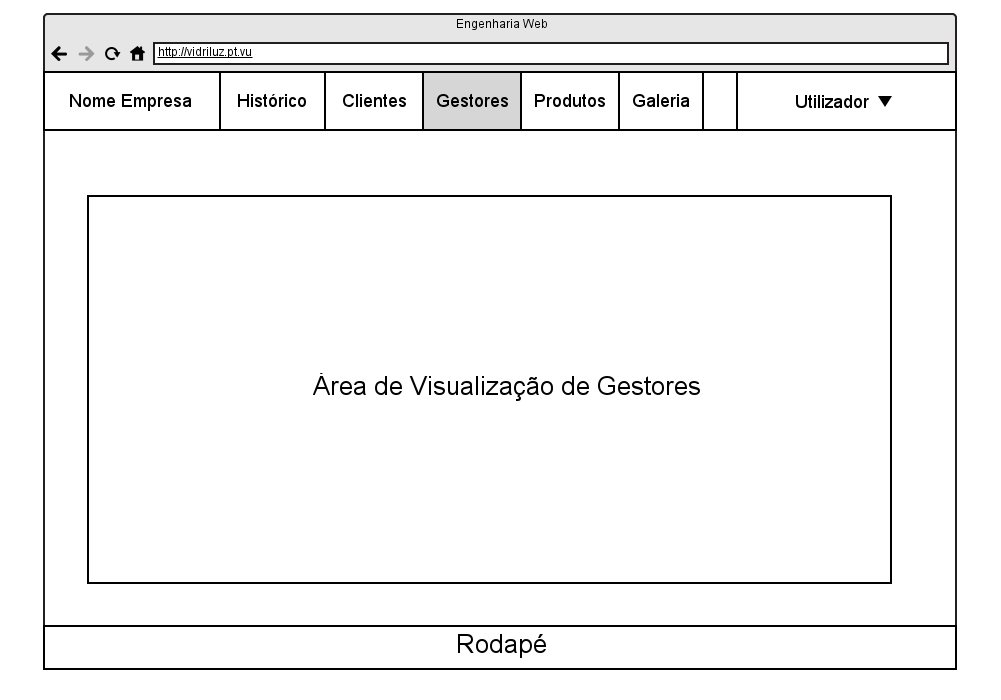 Engenharia Web
http://vidriluz.pt.vu
Nome Empresa Histórico Clientes Gestores Produtos Galeria Utilizador ▼
Área de Visualização de Gestores
Rodapé